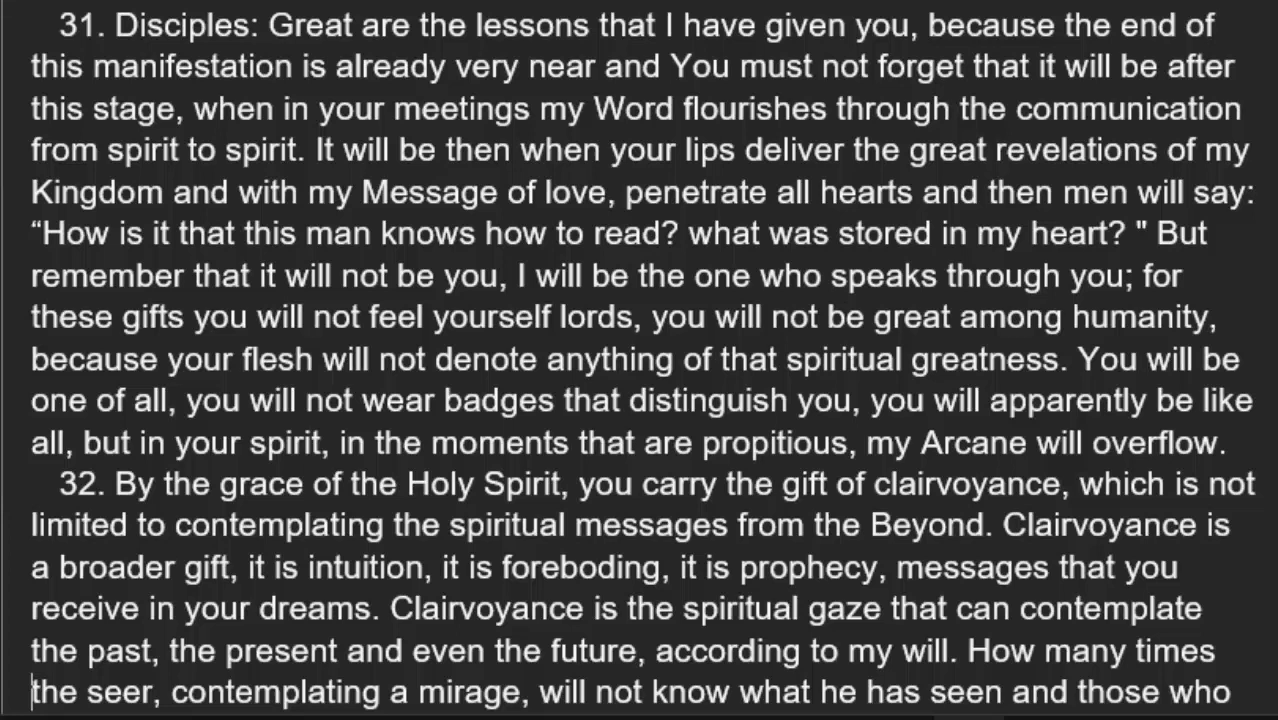 31. Disciples: Great are the lessons that I have given you, because the end of
this manifestation is already very near and You must not forget that it will be after
this stage, when in your meetings my Word flourishes through the communication
from spirit to spirit. It will be then when your lips deliver the great revelations of my
Kingdom and with my Message of love, penetrate all hearts and then men will say:
“How is it that this man knows how to read? what was stored in my heart? " But
remember that it will not be you, I will be the one who speaks through you; for
these gifts you will not feel yourself lords, you will not be great among humanity,
because your flesh will not denote anything of that spiritual greatness. You will be
one of all, you will not wear badges that distinguish you, you will apparently be like
all, but in your spirit, in the moments that are propitious, my Arcane will overflow.
32. By the grace of the Holy Spirit, you carry the gift of clairvoyance, which is not
limited to contemplating the spiritual messages from the Beyond. Clairvoyance is
a broader gift, it is intuition, it is foreboding, it is prophecy, messages that you
receive in your dreams. Clairvoyance is the spiritual gaze that can contemplate
the past, the present and even the future, according to my will. How many times
the seer, contemplating a mirage, will not know what he has seen and those who